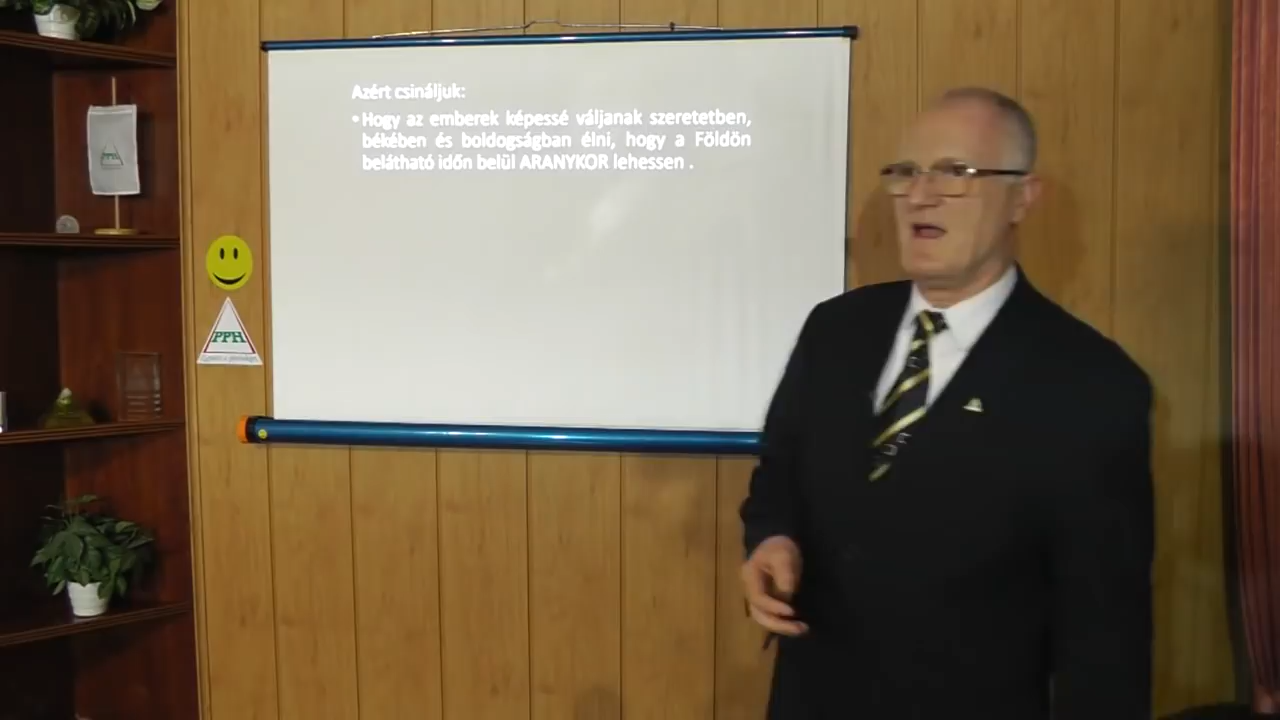 Azért csináljuk:
• Hogy az emberek képessé váljanak szeretetben,
békében és boldogságban élni, hogy a Földön
belátható időn belül ARANYKOR lehessen .
PPH